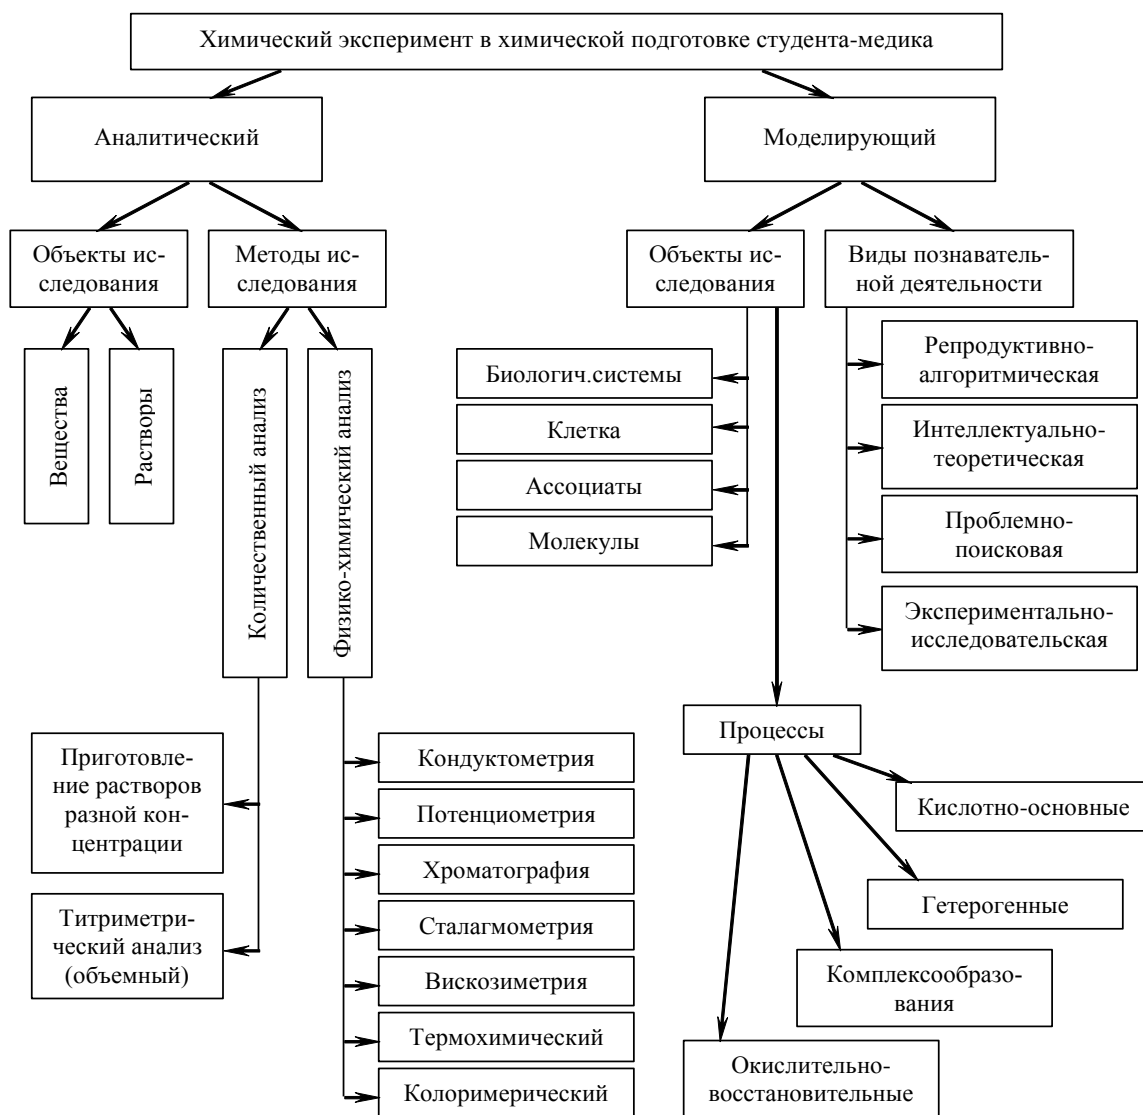 Химический эксперимент в химической подготовке студента-медика
Аналитический
Моделирующий
Объекты ис-
следования
Методы ис-
следования
Объекты ис-
следования
Виды познаватель-
ной деятельности
Вещества
Растворы
Количественный анализ
Физико-химический анализ
Биологич.системы
Клетка
Ассоциаты
Молекулы
Репродуктивно-
алгоритмическая
Интеллектуально-
теоретическая
Проблемно-
поисковая
Экспериментально-
исследовательская
Приготовле-
ние растворов
разной кон-
центрации
Титриметри-
ческий анализ
(объемный)
Кондуктометрия
Потенциометрия
Хроматография
Сталагмометрия
Вискозиметрия
Термохимический
Колоримерический
Процессы
Кислотно-основные
Гетерогенные
Комплексообразо-
вания
Окислительно-
восстановительные